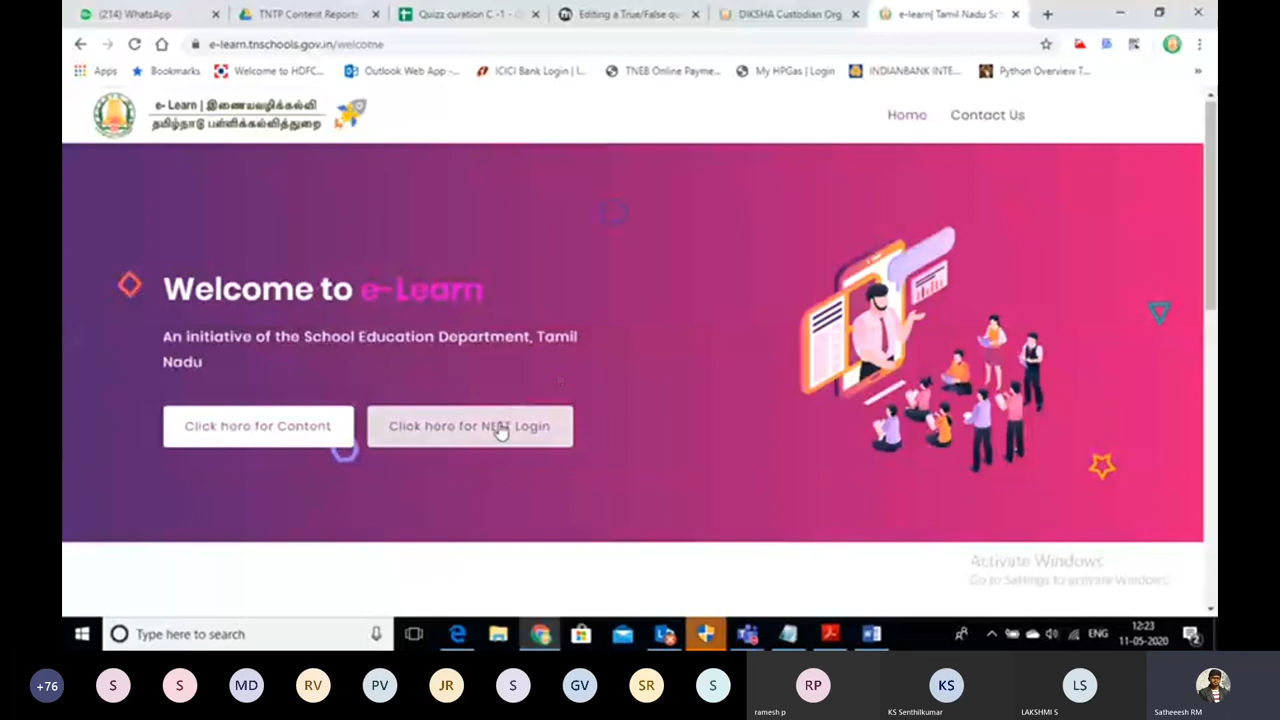 (214) WhatsApp
TNTP Content Reports
Quizz curation C -1 -
Editing a True/False qu
DIKSHA Custodian Org
e-learn| Tamil Nadu Sc
e-learn.tnschools.gov.in/welcome
Apps
Bookmarks
Welcome to HDFC...
Outlook Web App -...
ICICI Bank Login | I...
TNEB Online Payme...
My HPGas | Login
INDIANBANK INTE...
Python Overview T...
»
e- Learn | இணையவழிக்கல்வி
தமிழ்நாடு பள்ளிக்கல்வித்துறை
Home
Contact Us
Welcome to e-Learn
An initiative of the School Education Department, Tamil
Nadu
Click here for Content
Click here for NEET Login
Activate Windows
Go to Settings to activate Windows.
Type here to search
ENG
12:23
11-05-2020
2
+76
S
S
MD
RV
PV
JR
S
GV
SR
S
RP
ramesh p
KS
KS Senthilkumar
LS
LAKSHMI S
Satheeesh RM